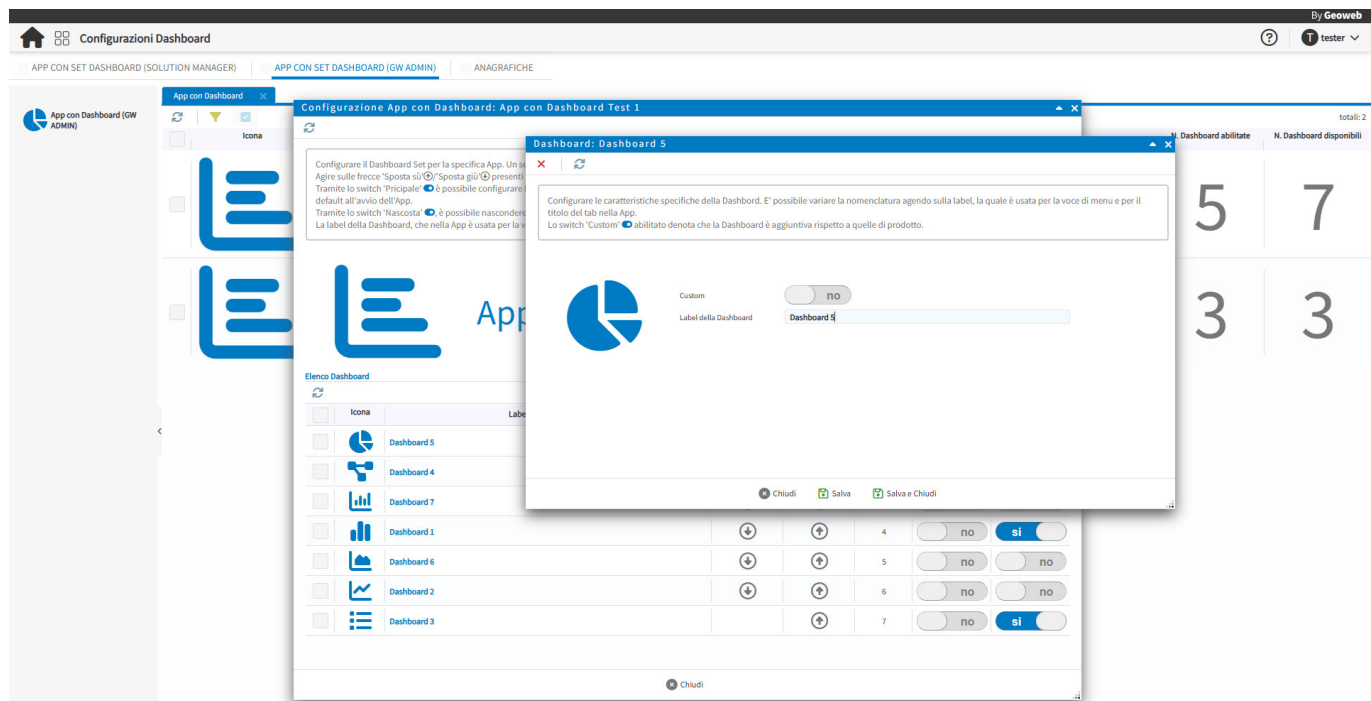 By Geoweb
Configurazioni Dashboard
? T tester
APP CON SET DASHBOARD (SOLUTION MANAGER) APP CON SET DASHBOARD (GW ADMIN) ANAGRAFICHE
App con Dashboard (GW
ADMIN)
App con Dashboard
totali: 2
Icona
N. Dashboard abilitate N. Dashboard disponibili
5 7
3 3
Configurazione App con Dashboard: App con Dashboard Test 1
Configurare il Dashboard Set per la specifica App. Un
Agire sulle frecce 'Sposta sù'/'Sposta giù' presenti
Tramite lo switch 'Pricipale' è possibile configurare
default all'avvio dell'App.
Tramite lo switch 'Nascosta', è possibile nascondere
La label della Dashboard, che nella App è usata per la
App
Elenco Dashboard
Icona Labe
Dashboard 5
Dashboard 4
Dashboard 7
Dashboard 1 4 no si
Dashboard 6 5 no no
Dashboard 2 6 no no
Dashboard 3 7 no si
Chiudi
Dashboard: Dashboard 5
Configurare le caratteristiche specifiche della Dashbord. E' possibile variare la nomenclatura agendo sulla label, la quale è usata per la voce di menu e per il
titolo del tab nella App.
Lo switch 'Custom' abilitato denota che la Dashboard è aggiuntiva rispetto a quelle di prodotto.
Custom no
Label della Dashboard Dashboard 5
Chiudi Salva Salva e Chiudi